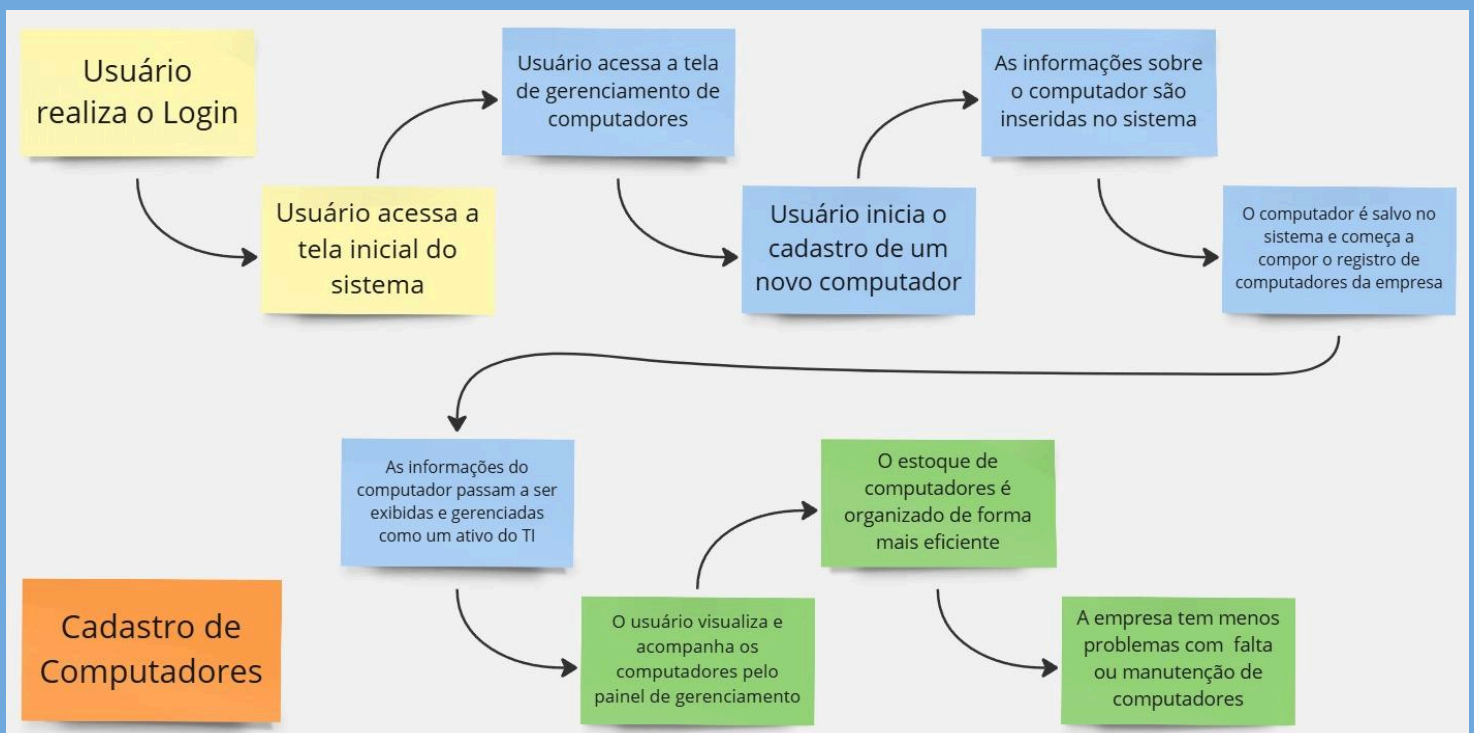 Usuário
realiza o Login
Usuário acessa a
tela inicial do
sistema
Usuário acessa a tela
de gerenciamento de
computadores
Usuário inicia o
cadastro de um
novo computador
As informações sobre
o computador são
inseridas no sistema
O computador é salvo no
sistema e começa a
compor o registro de
computadores da empresa
As informações do
computador passam a ser
exibidas e gerenciadas
como um ativo do TI
O usuário visualiza e
acompanha os
computadores pelo
painel de gerenciamento
O estoque de
computadores é
organizado de forma
mais eficiente
A empresa tem menos
problemas com falta
ou manutenção de
computadores
Cadastro de
Computadores